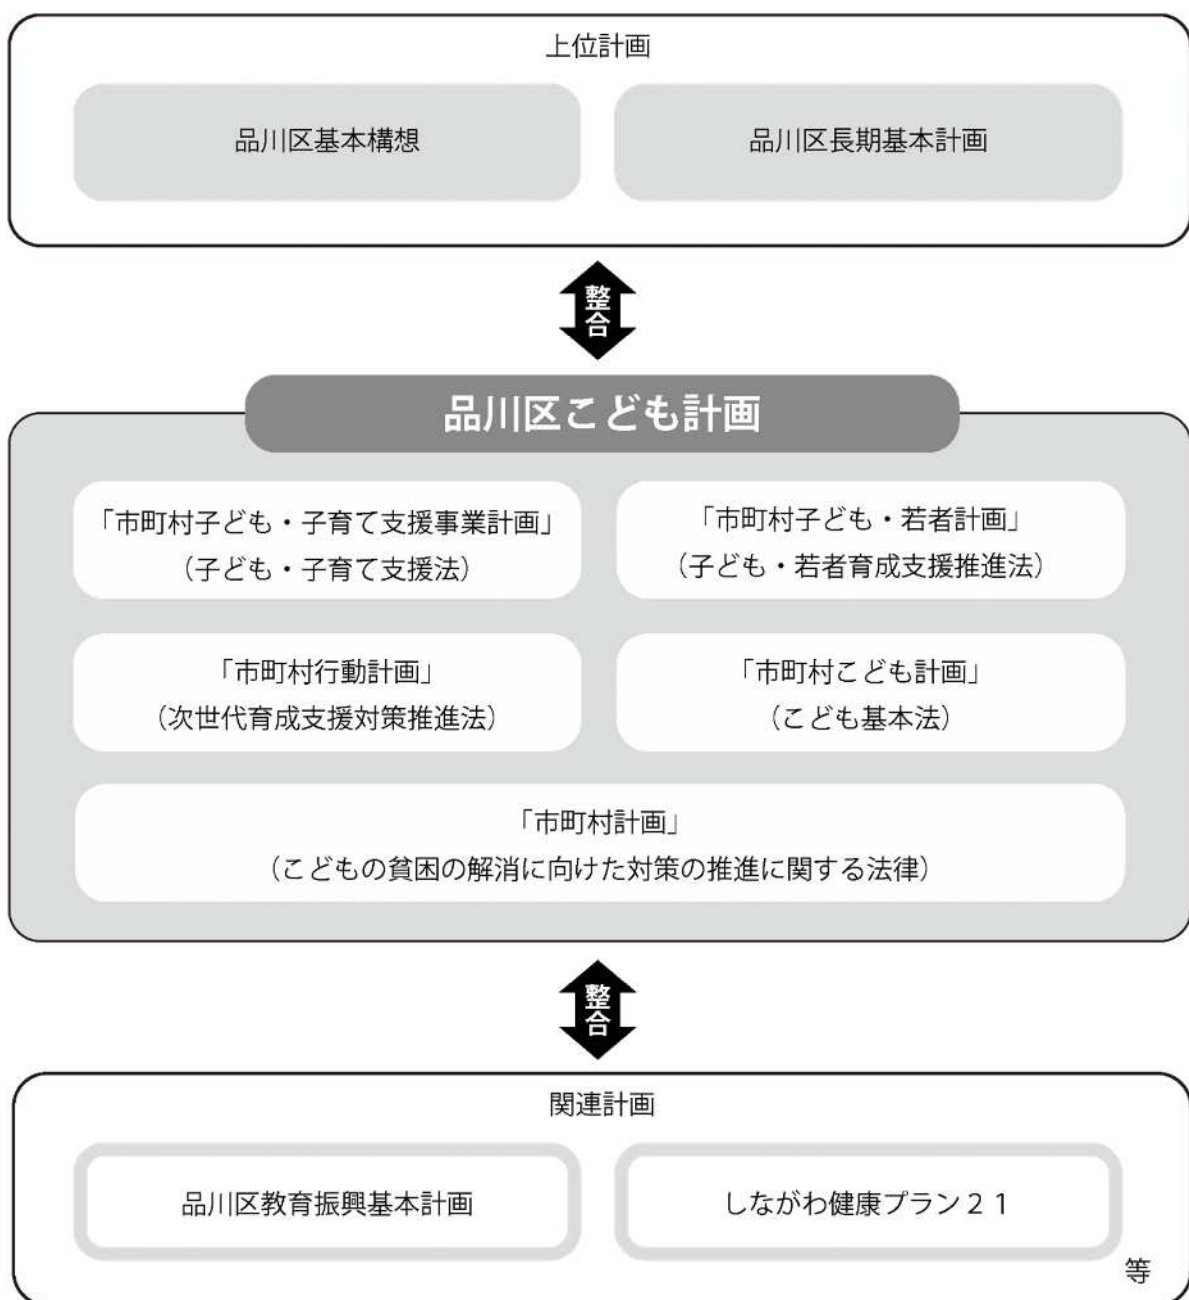 上位計画
品川区基本構想
品川区長期基本計画
整合
品川区こども計画
「市町村子ども・子育て支援事業計画」
（子ども・子育て支援法）
「市町村子ども・若者計画」
（子ども・若者育成支援推進法）
「市町村行動計画」
（次世代育成支援対策推進法）
「市町村こども計画」
（こども基本法）
「市町村計画」
（こどもの貧困の解消に向けた対策の推進に関する法律）
整合
関連計画
品川区教育振興基本計画
しながわ健康プラン２１
等